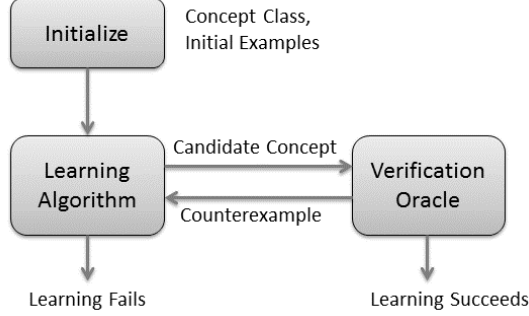 Initialize
Concept Class,
Initial Examples
Learning
Algorithm
Candidate Concept
Counterexample
Verification
Oracle
Learning Fails
Learning Succeeds